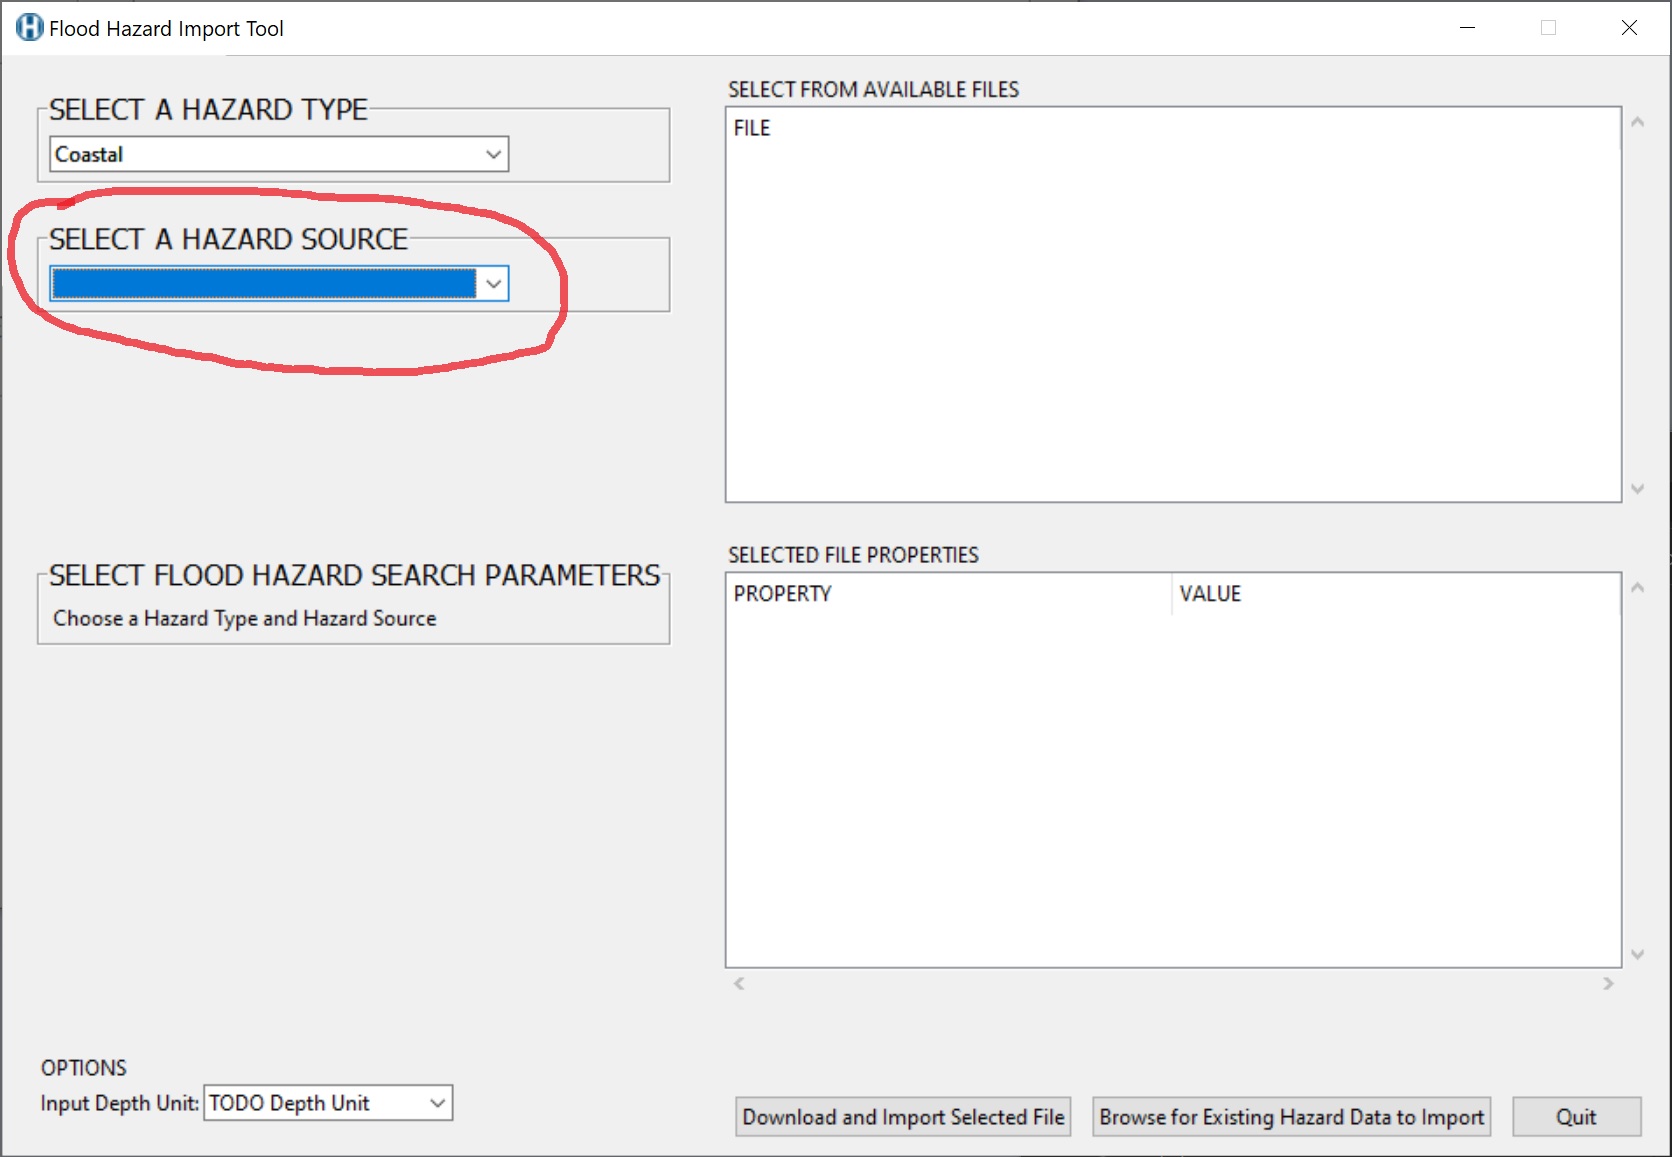 Flood Hazard Import Tool
SELECT A HAZARD TYPE
Coastal
SELECT A HAZARD SOURCE
SELECT FLOOD HAZARD SEARCH PARAMETERS
Choose a Hazard Type and Hazard Source
OPTIONS
Input Depth Unit: TODO Depth Unit
SELECT FROM AVAILABLE FILES
FILE
SELECTED FILE PROPERTIES
PROPERTY VALUE
Download and Import Selected File Browse for Existing Hazard Data to Import Quit